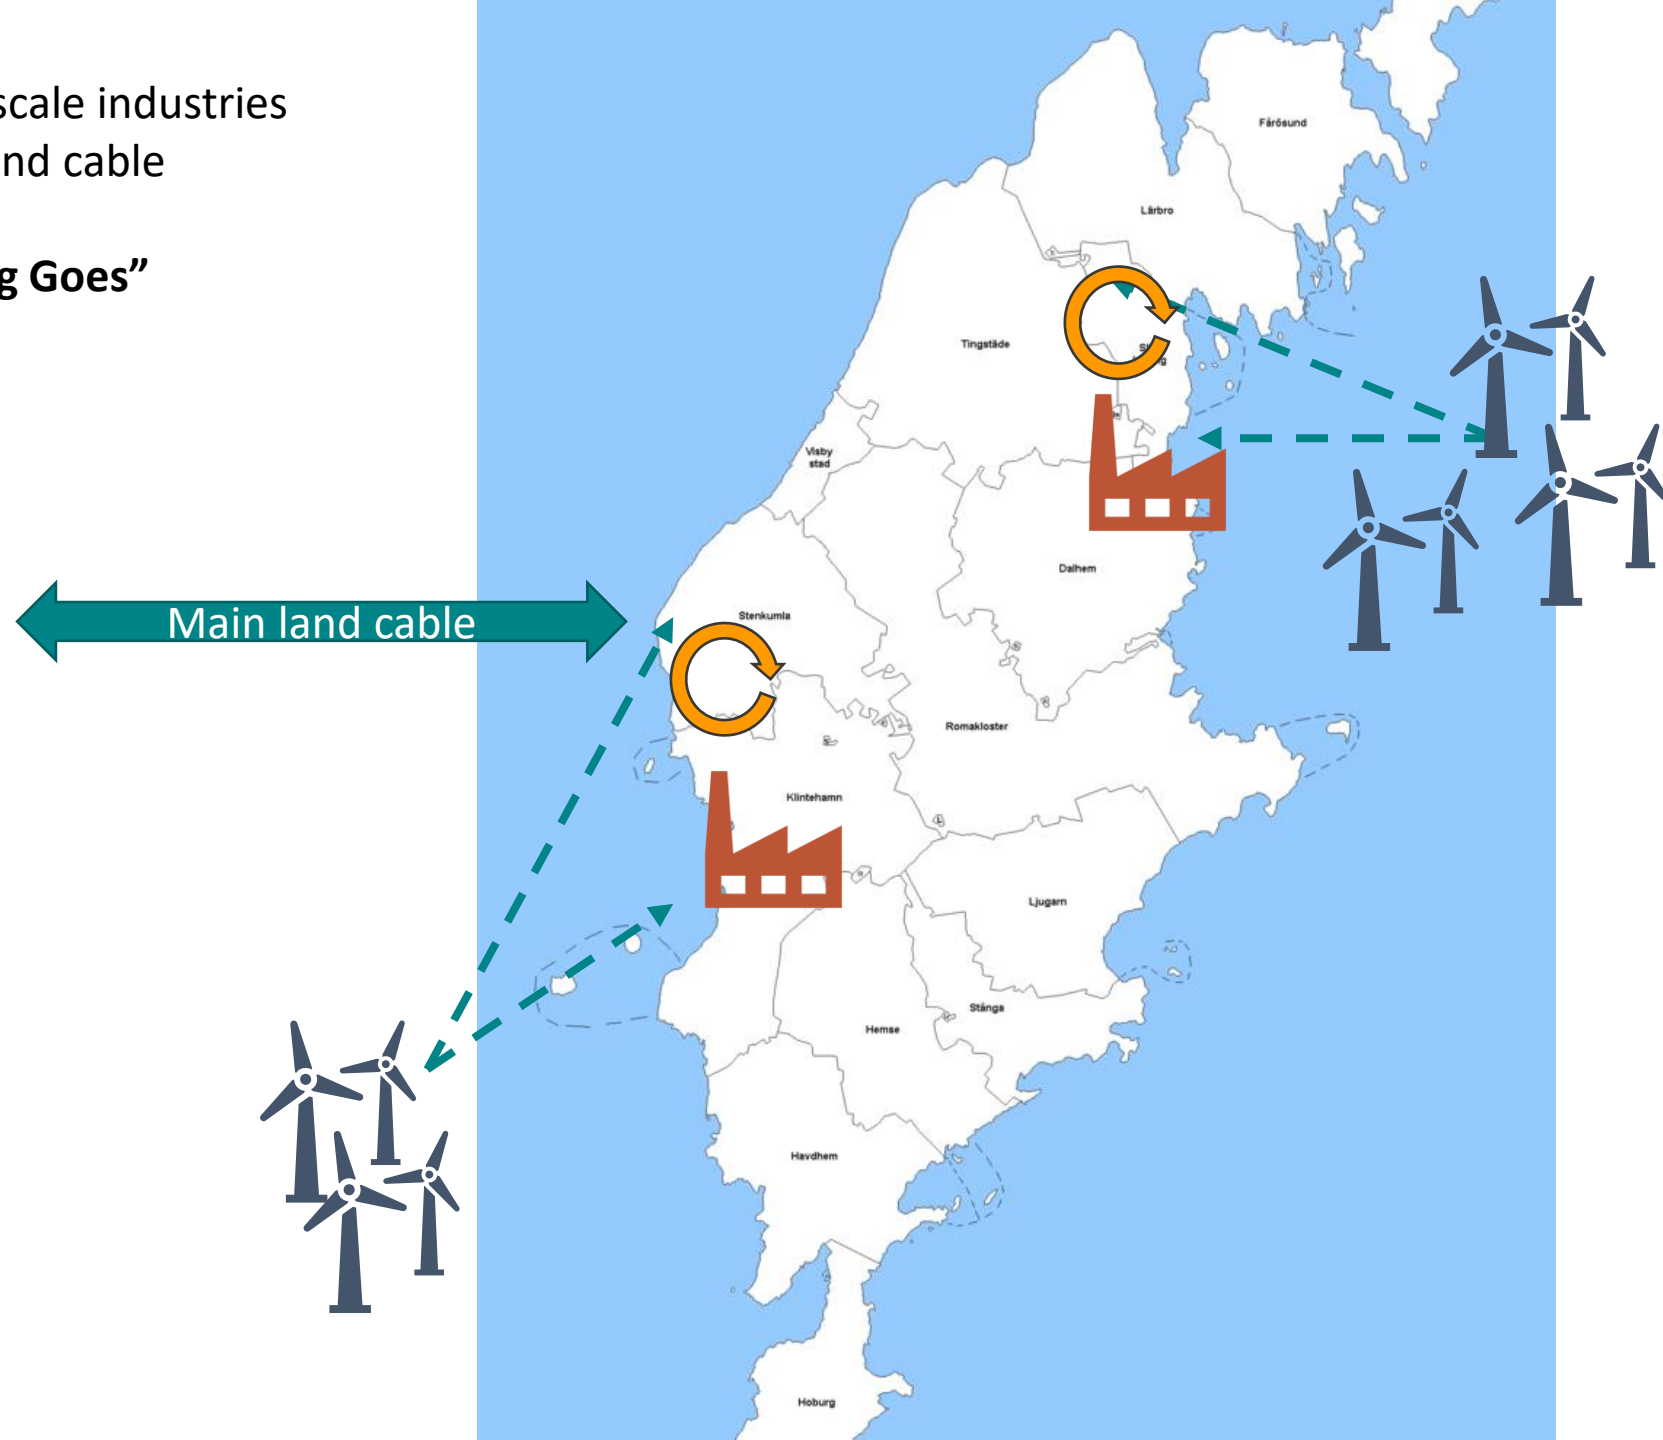 scale industries
nd cable
g Goes”
Fårösund
Lärbro
Tingstäde
Visby
stad
Dalhem
Main land cable
Stenkumla
Romakloster
Klintehamn
Ljugarn
Stånga
Hemse
Havdhem
Hoburg